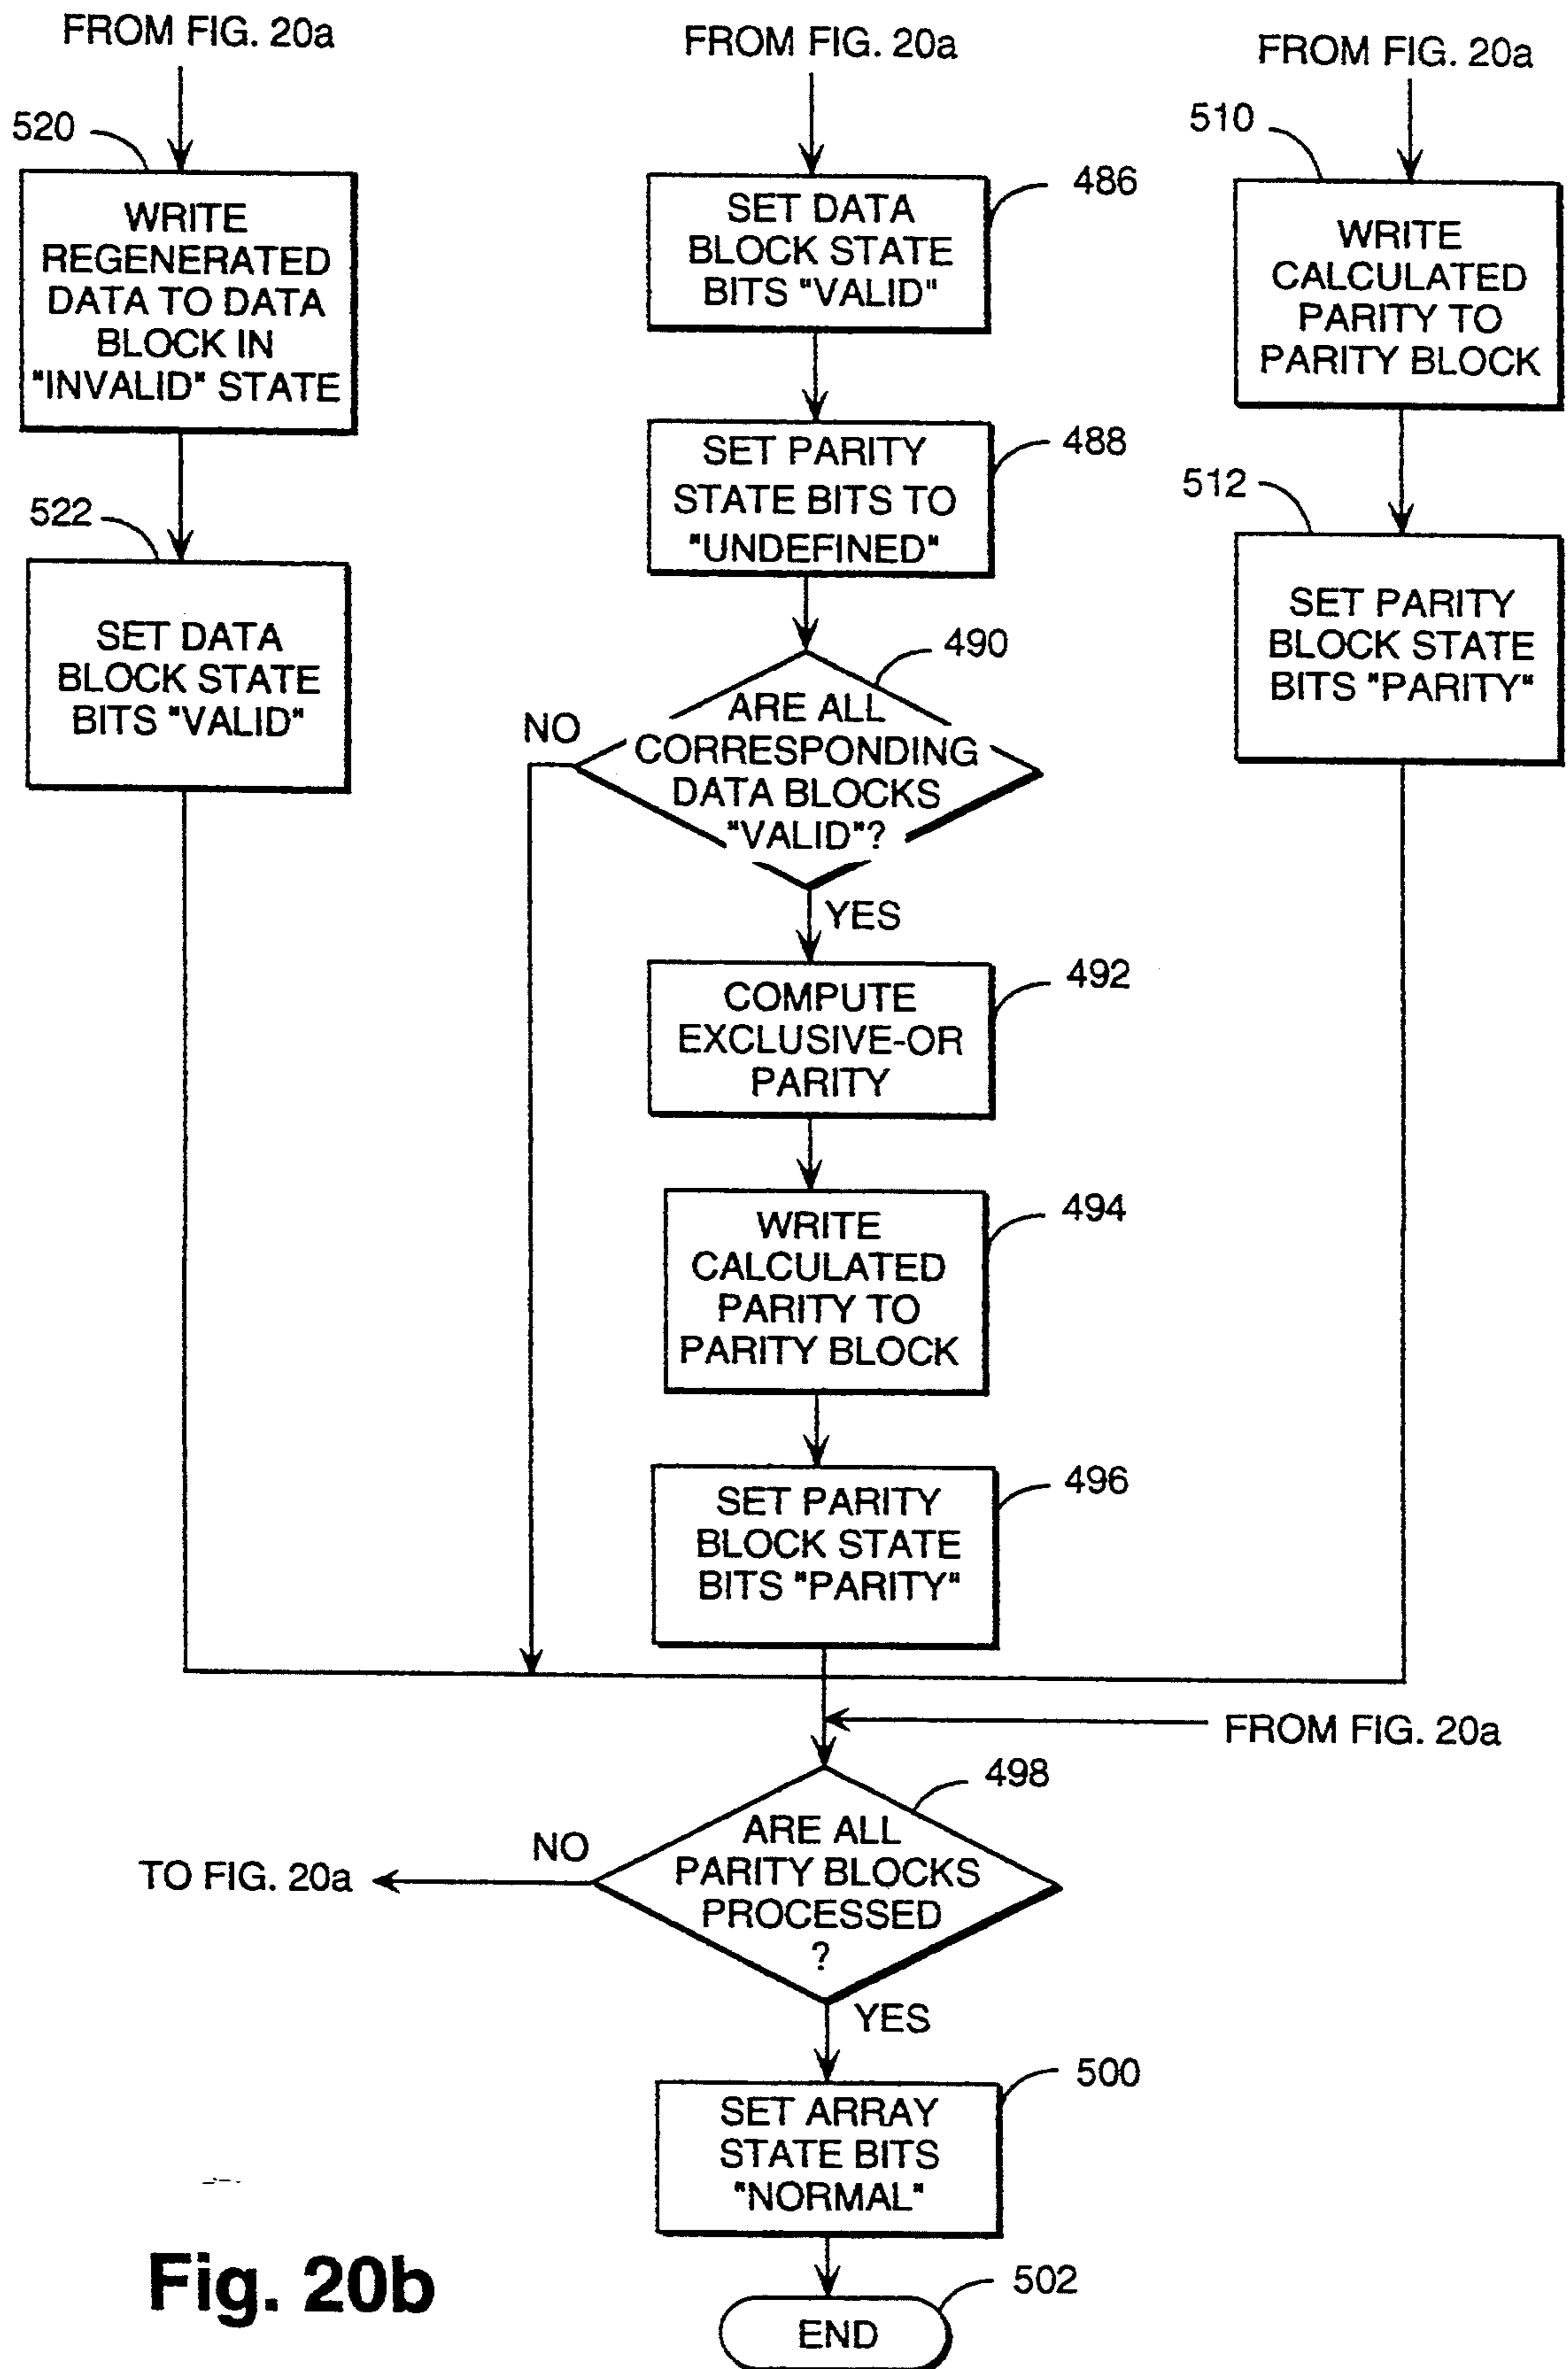 FROM FIG. 20a
520
WRITE
REGENERATED
DATA TO DATA
BLOCK IN
"INVALID" STATE
522
SET DATA
BLOCK STATE
BITS "VALID"
FROM FIG. 20a
486
SET DATA
BLOCK STATE
BITS "VALID"
488
SET PARITY
STATE BITS TO
"UNDEFINED"
490
ARE ALL
CORRESPONDING
DATA BLOCKS
"VALID"?
NO
YES
492
COMPUTE
EXCLUSIVE-OR
PARITY
494
WRITE
CALCULATED
PARITY TO
PARITY BLOCK
496
SET PARITY
BLOCK STATE
BITS "PARITY"
FROM FIG. 20a
510
WRITE
CALCULATED
PARITY TO
PARITY BLOCK
512
SET PARITY
BLOCK STATE
BITS "PARITY"
FROM FIG. 20a
498
ARE ALL
PARITY BLOCKS
PROCESSED
?
NO
TO FIG. 20a
YES
500
SET ARRAY
STATE BITS
"NORMAL"
502
END
Fig. 20b